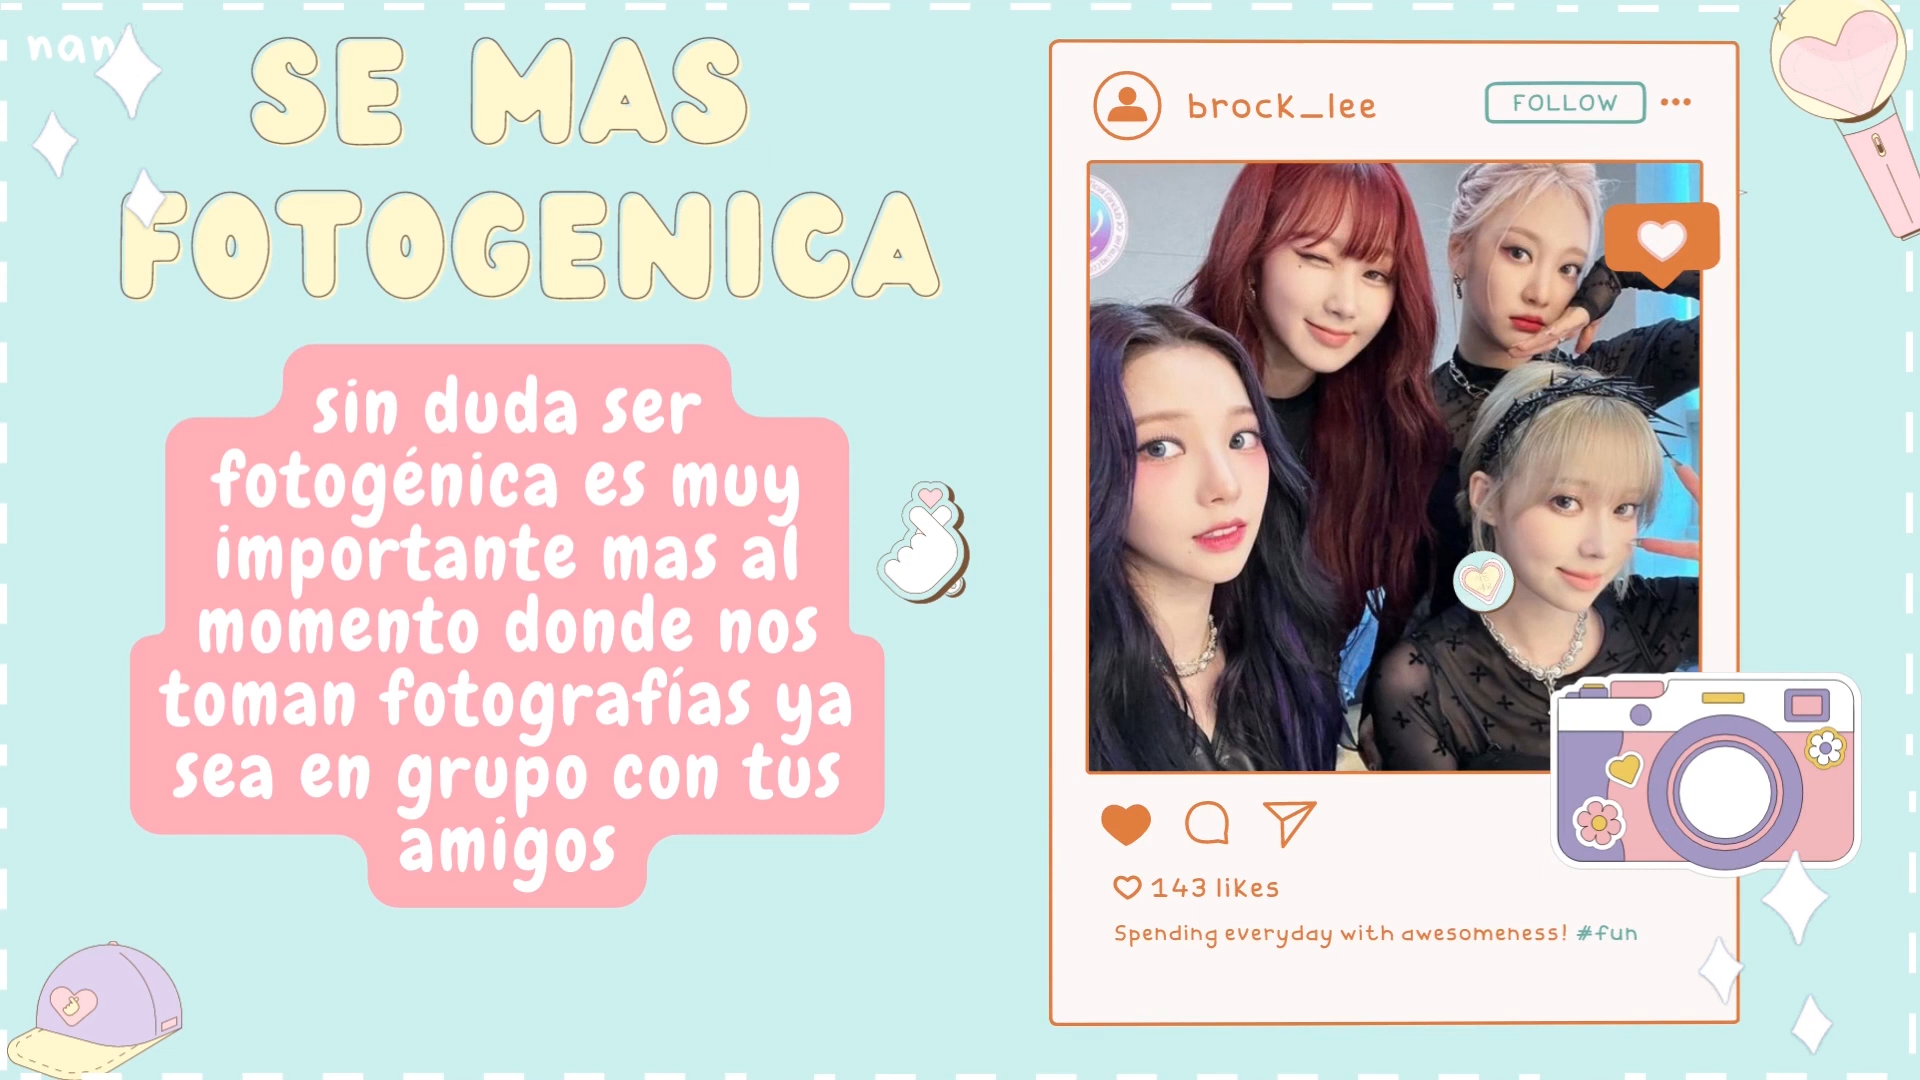 nan
SE MAS
FOTOGENICA
sin duda ser
fotogénica es muy
importante mas al
momento donde nos
toman fotografías ya
sea en grupo con tus
amigos
brock_lee
FOLLOW
143 likes
Spending everyday with awesomeness! #fun